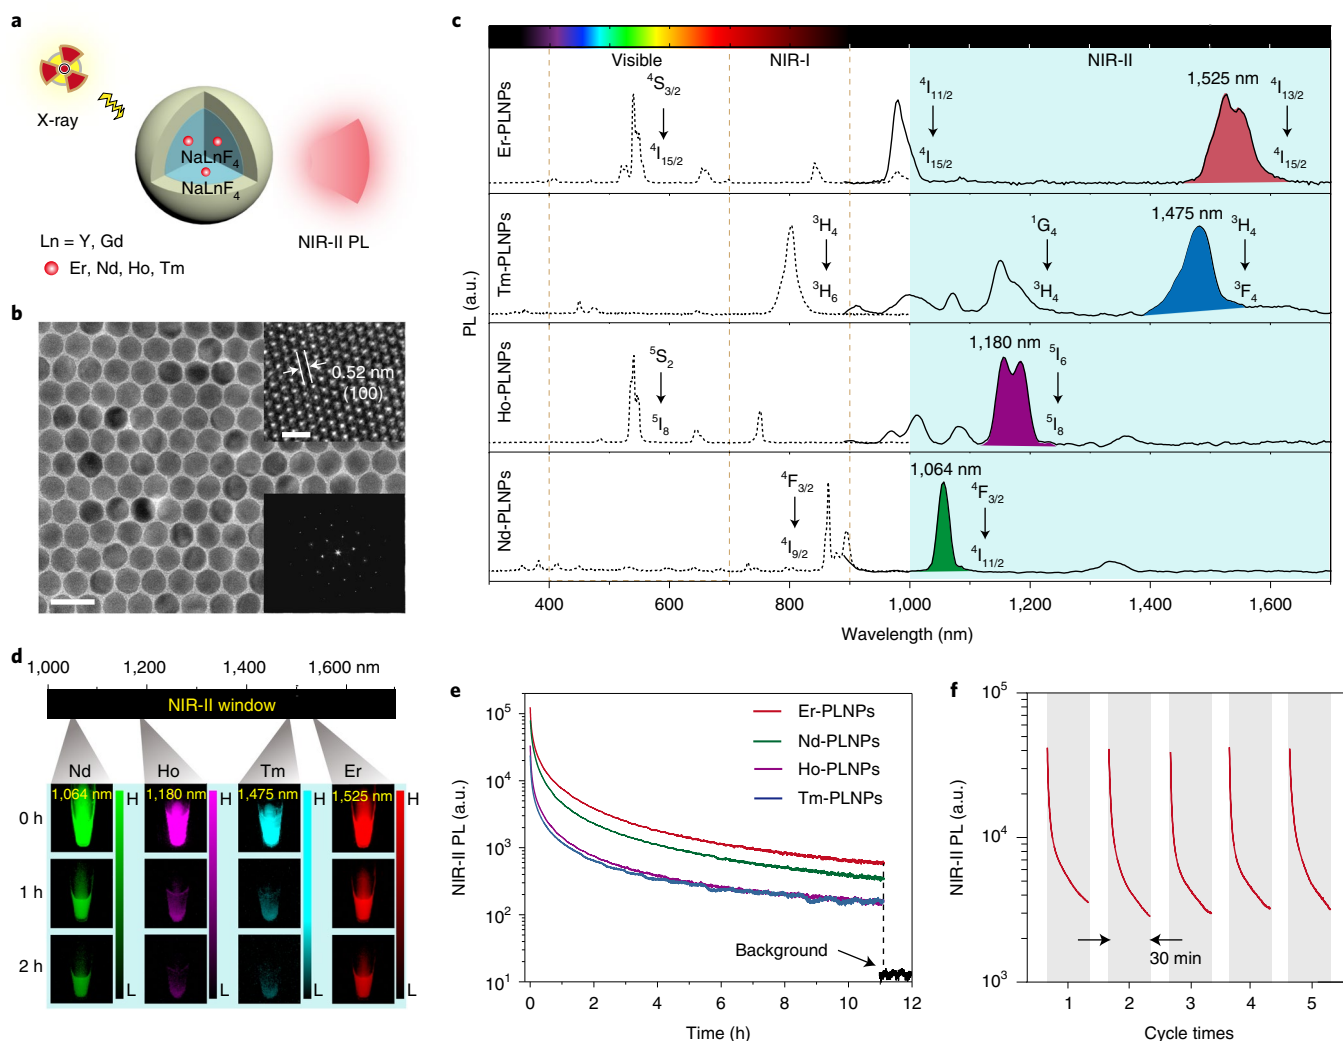 a
X-ray
NaLnF4
NaLnF4
NIR-II PL
Ln = Y, Gd
Er, Nd, Ho, Tm
b
0.52 nm
(100)
c
Visible
NIR-I
NIR-II
PL (a.u.)
Er-PLNPs
4S3/2
4I15/2
4I11/2
4I15/2
1,525 nm
4I13/2
4I15/2
Tm-PLNPs
3H4
3H6
1G4
3H4
1,475 nm
3H4
3F4
Ho-PLNPs
5S2
5I8
1,180 nm
5I6
5I8
Nd-PLNPs
4F3/2
4I9/2
1,064 nm
4F3/2
4I11/2
400 600 800 1,000 1,200 1,400 1,600
Wavelength (nm)
d
1,000 1,200 1,400 1,600 nm
NIR-II window
Nd Ho Tm Er
1,064 nm 1,180 nm 1,475 nm 1,525 nm
H H H H
0 h
1 h
2 h
L L L L
e
NIR-II PL (a.u.)
10^5
10^4
10^3
10^2
10^1
Er-PLNPs
Nd-PLNPs
Ho-PLNPs
Tm-PLNPs
Background
0 2 4 6 8 10 12
Time (h)
f
NIR-II PL (a.u.)
10^5
10^4
10^3
30 min
1 2 3 4 5
Cycle times